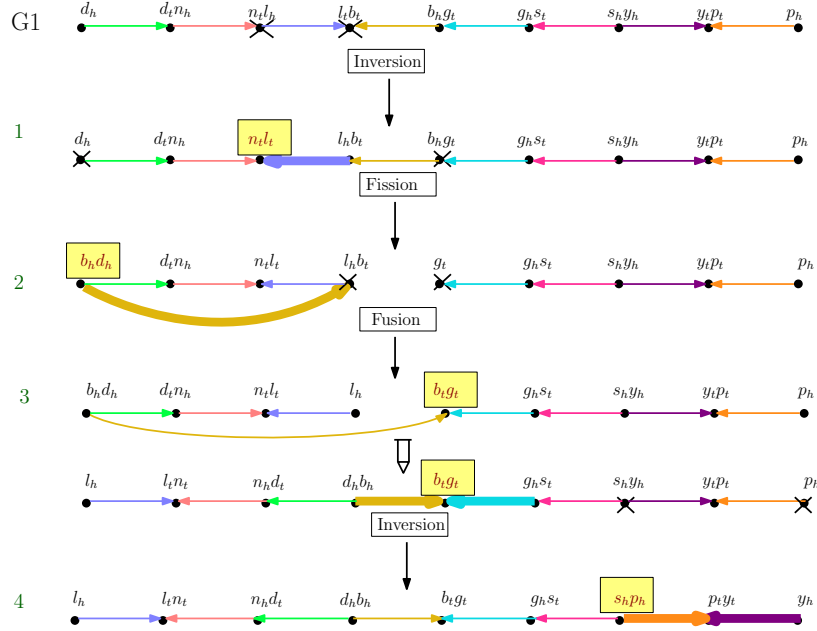 G1 d_h d_t n_h n_t l_h l_t b_t b_h g_t g_h s_t s_h y_h y_t p_t p_h
Inversion
1 d_h d_t n_h n_t l_t l_h b_t b_h g_t g_h s_t s_h y_h y_t p_t p_h
Fission
2 b_h d_h d_t n_h n_t l_t l_h b_t g_t g_h s_t s_h y_h y_t p_t p_h
Fusion
3 b_h d_h d_t n_h n_t l_t l_h b_t g_t g_h s_t s_h y_h y_t p_t p_h
l_h l_t n_t n_h d_t d_h b_h b_t g_t g_h s_t s_h y_h y_t p_t p_h
Inversion
4 l_h l_t n_t n_h d_t d_h b_h b_t g_t g_h s_t s_h p_h p_t y_t y_h